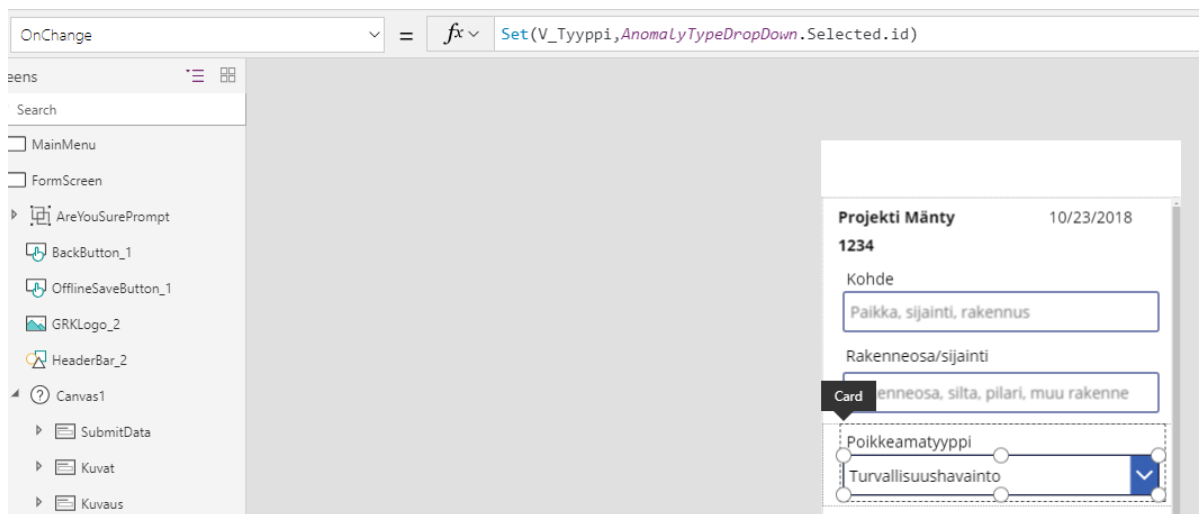 OnChange = fx Set(V_Tyyppi,AnomalyTypeDropDown.Selected.id)
eens
Search
MainMenu
FormScreen
AreYouSurePrompt
BackButton_1
OfflineSaveButton_1
GRKLogo_2
HeaderBar_2
Canvas1
SubmitData
Kuvat
Kuvaus
Projekti Mänty 10/23/2018
1234
Kohde
Paikka, sijainti, rakennus
Rakenneosa/sijainti
enneosa, silta, pilari, muu rakenne
Card
Poikkeamatyyppi
Turvallisuushavainto